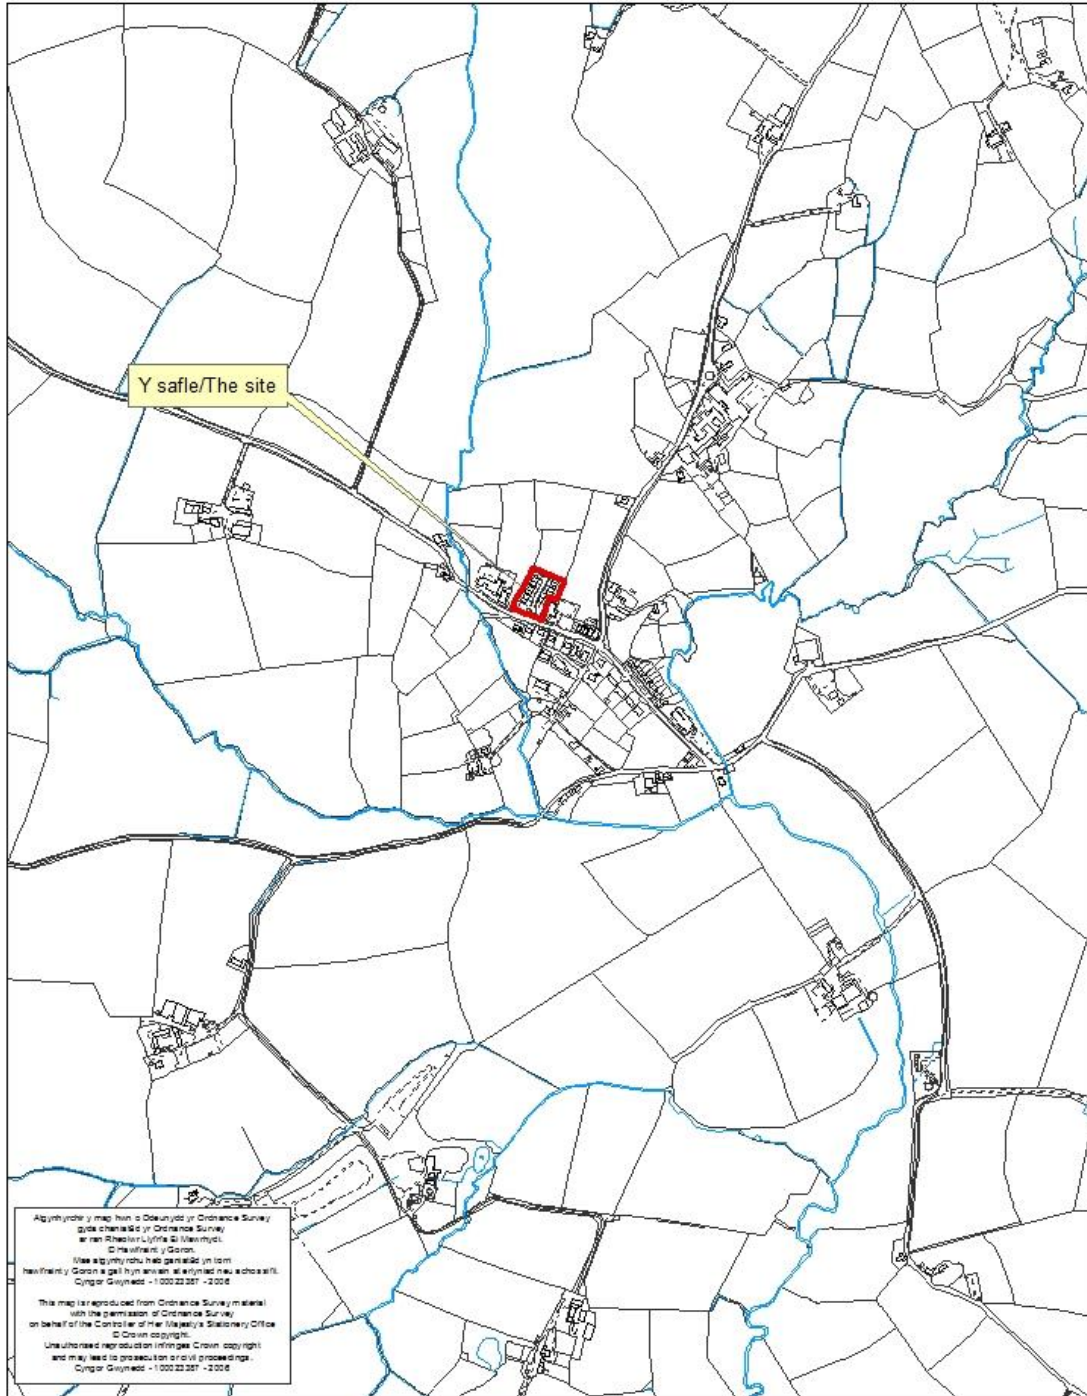 Y safle/The site
Atgynhyrchir y map hwn o Ddeunydd yr Ordnance Survey
gyda chaniatâd yr Ordnance Survey
ar ran Rheolwr Llyfrfa Ei Mawrhydi.
© Hawlfraint y Goron.
Mae atgynhyrchu heb ganiatâd yn torri
hawlfraint y Goron a gall hyn arwain at erlyniad neu achos sifil.
Cyngor Gwynedd - 100023387 - 2008
This map is reproduced from Ordnance Survey material
with the permission of Ordnance Survey
on behalf of the Controller of Her Majesty's Stationery Office
© Crown copyright.
Unauthorised reproduction infringes Crown copyright
and may lead to prosecution or civil proceedings.
Cyngor Gwynedd - 100023387 - 2008